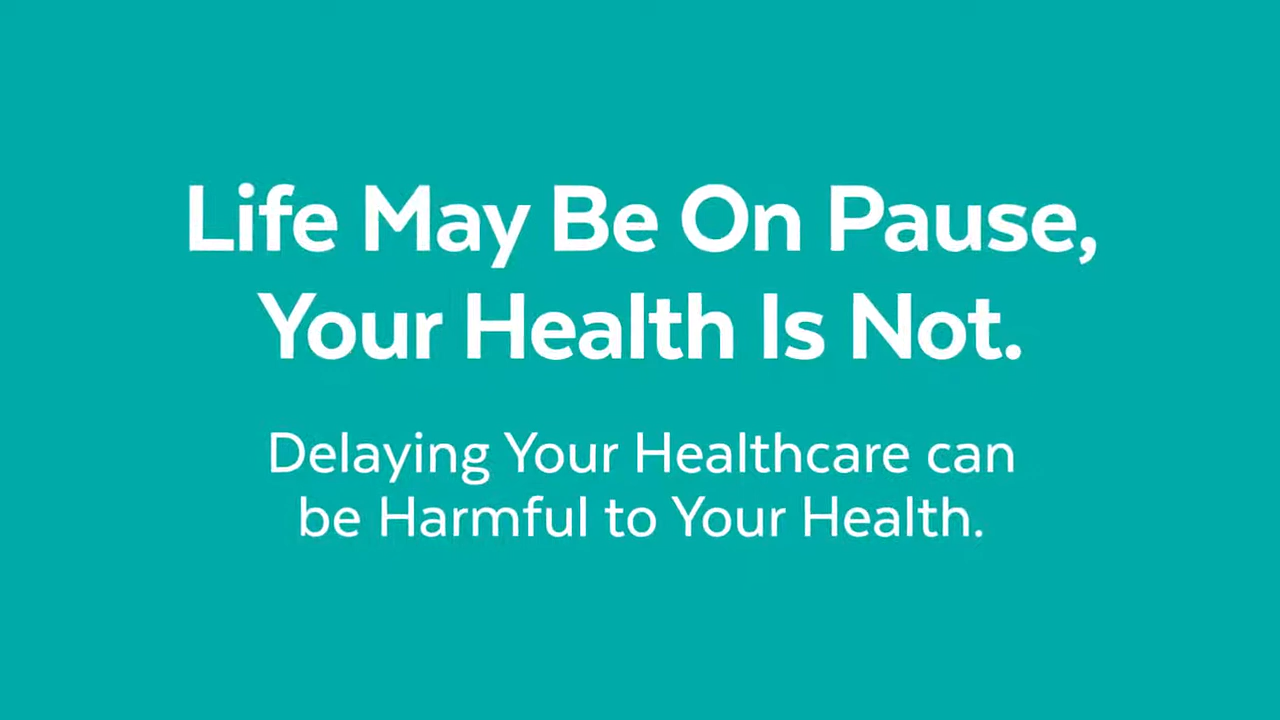 Life May Be On Pause,
Your Health Is Not.
Delaying Your Healthcare can
be Harmful to Your Health.